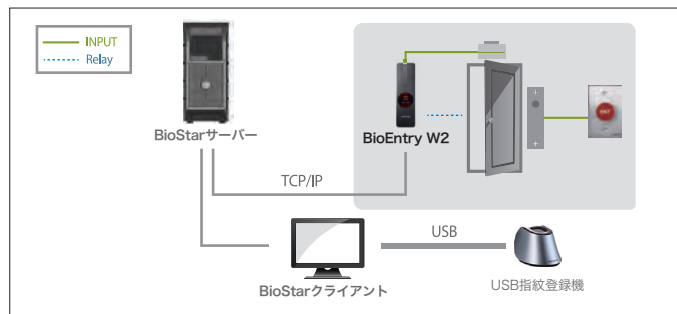 INPUT
Relay
BioStarサーバー
BioEntry W2
EXIT
TCP/IP
USB
BioStarクライアント
USB指紋登録機